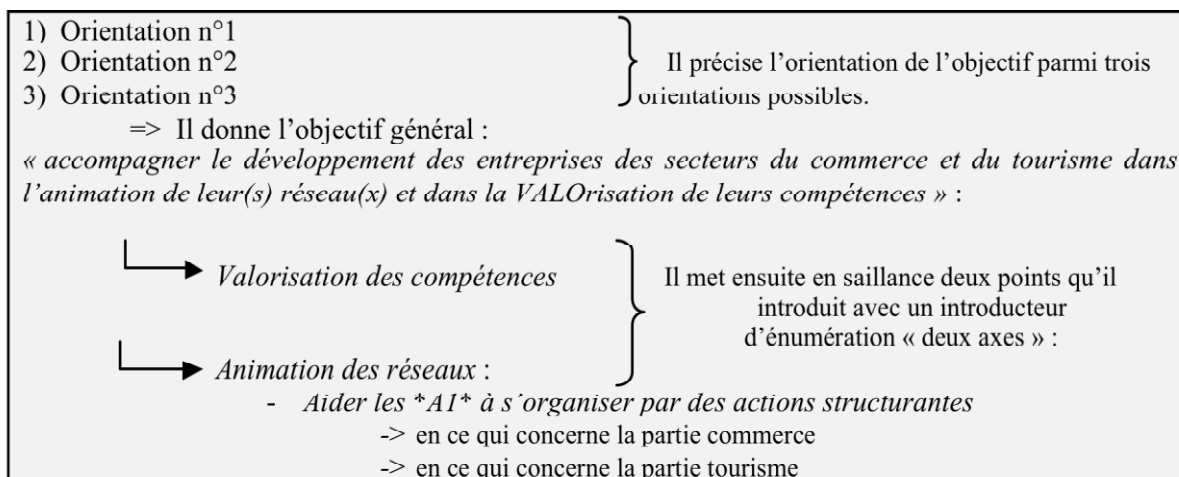 1) Orientation n°1
2) Orientation n°2
3) Orientation n°3
Il précise l’orientation de l’objectif parmi trois
orientations possibles.
=> Il donne l’objectif général :
« accompagner le développement des entreprises des secteurs du commerce et du tourisme dans
l’animation de leur(s) réseau(x) et dans la VALOrisation de leurs compétences » :
Valorisation des compétences
Il met ensuite en saillance deux points qu’il
introduit avec un introducteur
d’énumération « deux axes » :
Animation des réseaux :
- Aider les *AI* à s’organiser par des actions structurantes
-> en ce qui concerne la partie commerce
-> en ce qui concerne la partie tourisme